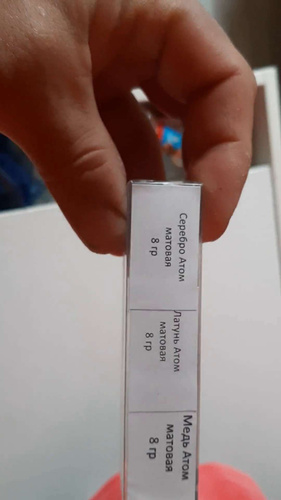 Серебро Атом
матовая
8 гр
Латунь Атом
матовая
8 гр
Медь Атом
матовая
8 гр